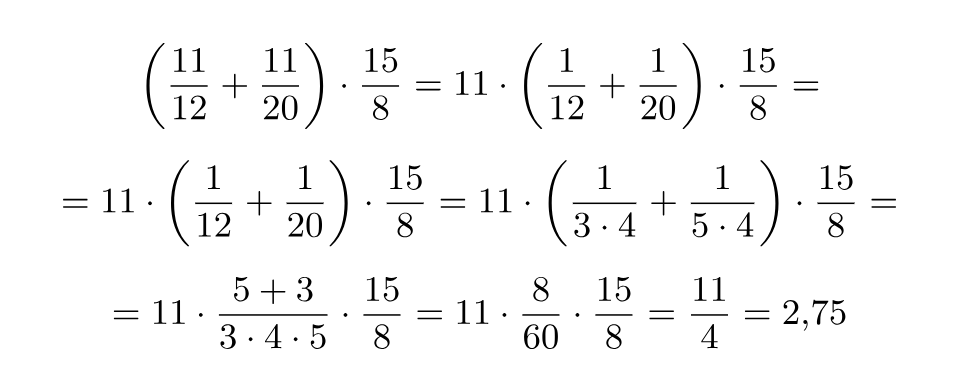 (11/12 + 11/20) · 15/8 = 11 · (1/12 + 1/20) · 15/8 =
= 11 · (1/12 + 1/20) · 15/8 = 11 · (1/(3 · 4) + 1/(5 · 4)) · 15/8 =
= 11 · (5 + 3)/(3 · 4 · 5) · 15/8 = 11 · 8/60 · 15/8 = 11/4 = 2,75